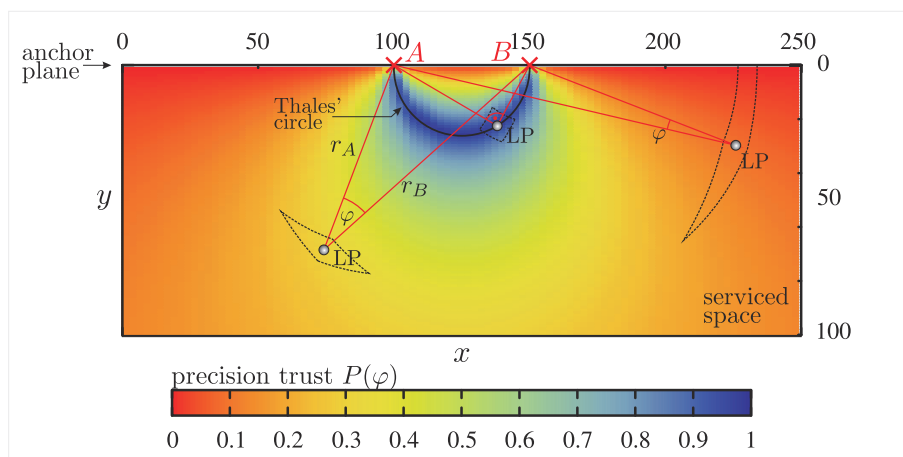 0 50 100 150 200 250
anchor
plane
A B 0
Thales'
circle
LP
φ
LP
r_A
r_B
y
50
φ
LP
serviced
space
100
x
precision trust P(φ)
0 0.1 0.2 0.3 0.4 0.5 0.6 0.7 0.8 0.9 1